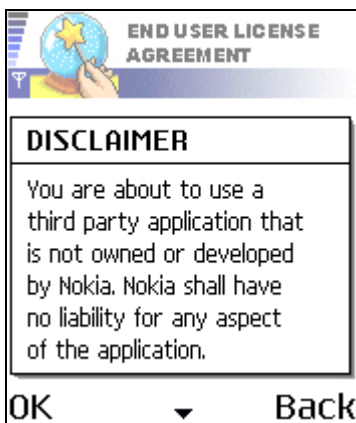 END USER LICENSE
AGREEMENT
DISCLAIMER
You are about to use a
third party application that
is not owned or developed
by Nokia. Nokia shall have
no liability for any aspect
of the application.
OK Back